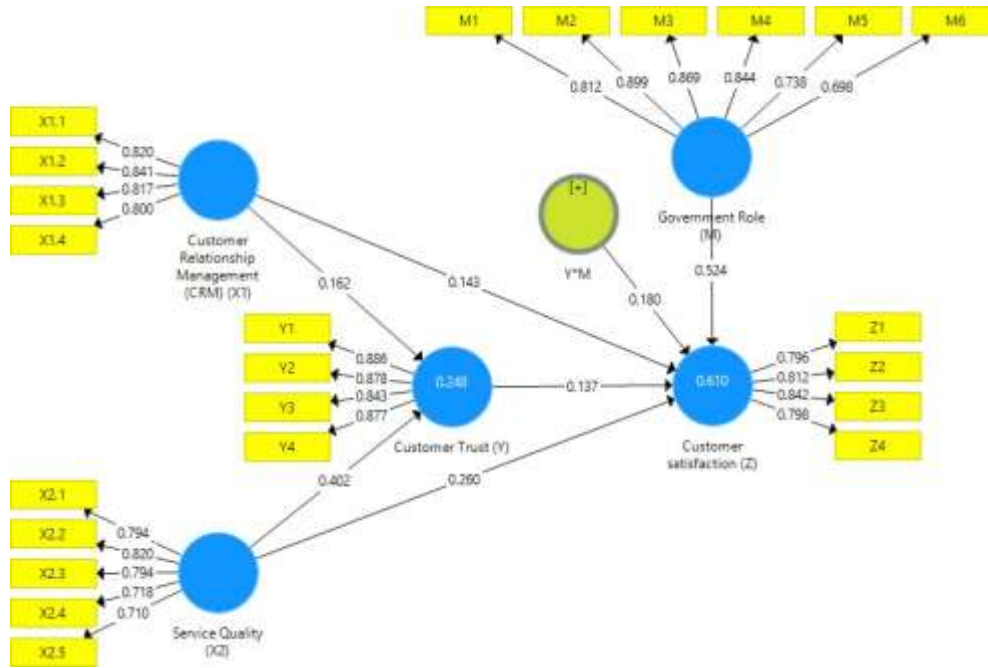 M1
M2
M3
M4
M5
M6
0.812
0.899
0.869
0.844
0.738
0.698
X1.1
X1.2
X1.3
X1.4
0.820
0.841
0.817
0.800
Customer
Relationship
Management
(CRM) (X1)
[+]
Y*M
Government Role
(M)
0.524
0.162
0.143
0.180
Y1
Y2
Y3
Y4
0.886
0.878
0.843
0.877
0.248
Customer Trust (Y)
0.137
0.610
Customer
satisfaction (Z)
0.796
0.812
0.842
0.798
Z1
Z2
Z3
Z4
0.402
0.260
X2.1
X2.2
X2.3
X2.4
X2.5
0.794
0.820
0.794
0.718
0.710
Service Quality
(X2)